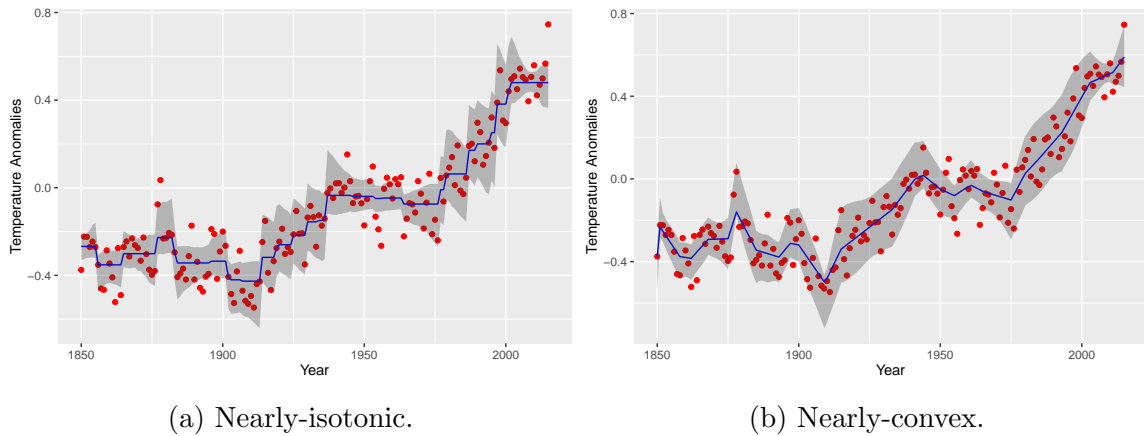 0.8
0.4
0.0
−0.4
Temperature Anomalies
1850
1900
1950
2000
Year
(a) Nearly-isotonic.
0.8
0.4
0.0
−0.4
Temperature Anomalies
1850
1900
1950
2000
Year
(b) Nearly-convex.